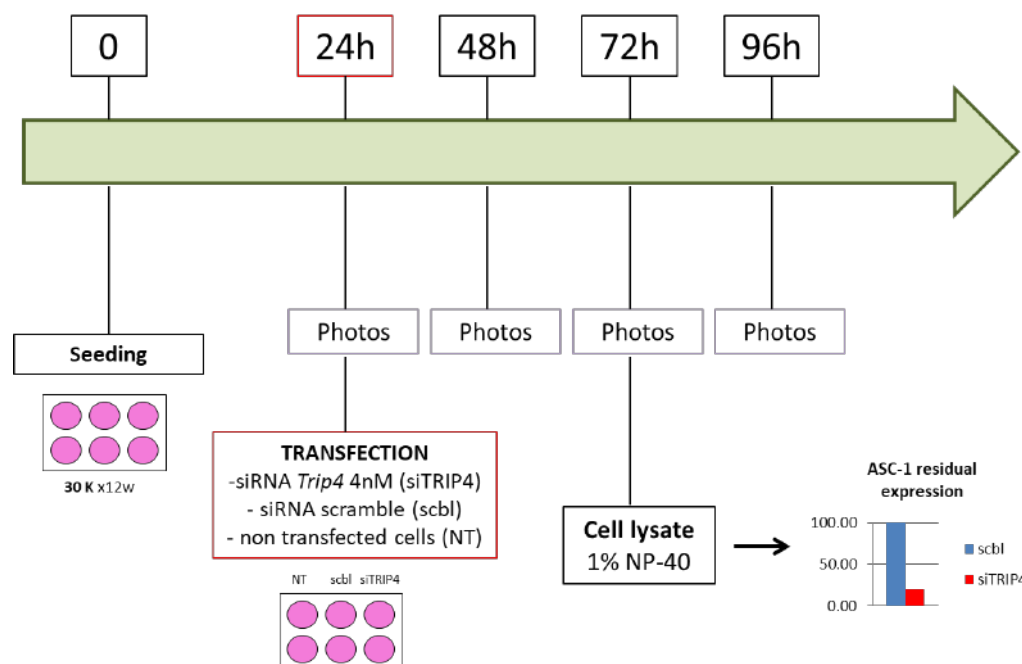 0
24h
48h
72h
96h
Photos
Photos
Photos
Photos
Seeding
30 K x12w
TRANSFECTION
-siRNA Trip4 4nM (siTRIP4)
- siRNA scramble (scbl)
- non transfected cells (NT)
NT scbl siTRIP4
Cell lysate
1% NP-40
ASC-1 residual
expression
100.00
50.00
0.00
scbl
siTRIP4